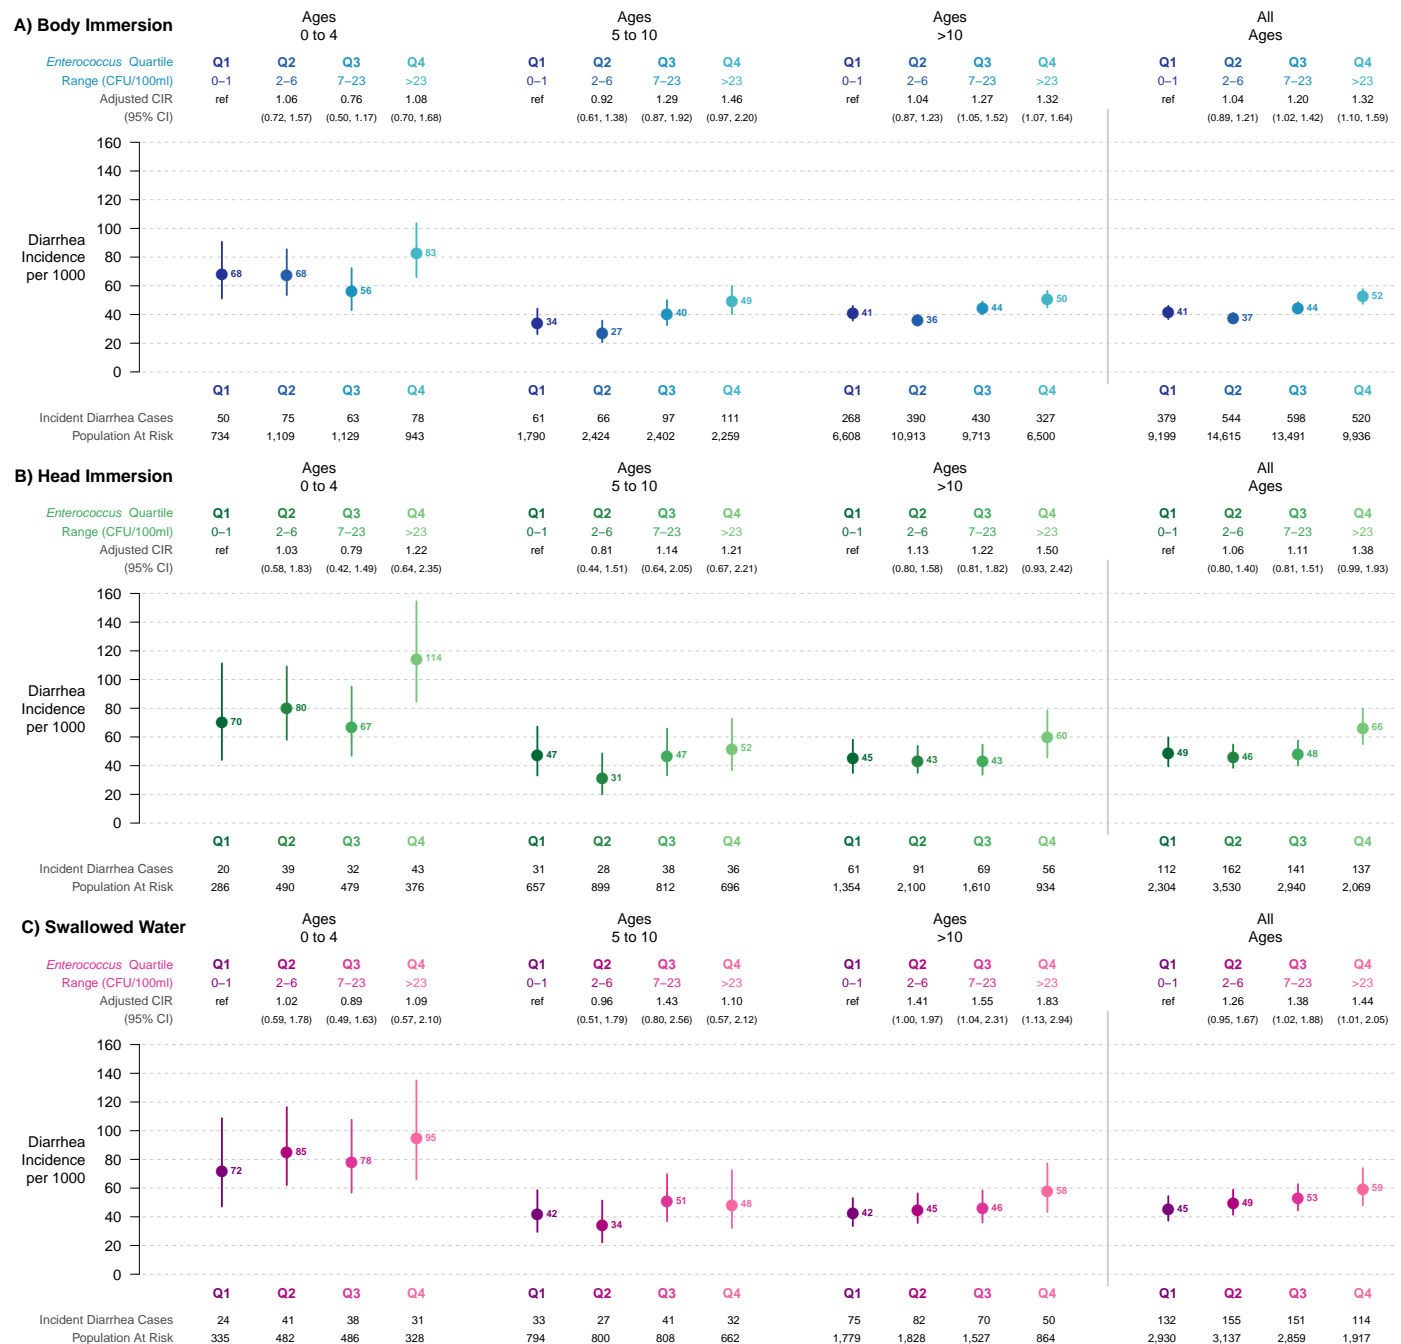 A) Body Immersion
Ages 0 to 4
Ages 5 to 10
Ages >10
All Ages
Enterococcus Quartile Q1 Q2 Q3 Q4 Q1 Q2 Q3 Q4 Q1 Q2 Q3 Q4 Q1 Q2 Q3 Q4
Range (CFU/100ml) 0–1 2–6 7–23 >23 0–1 2–6 7–23 >23 0–1 2–6 7–23 >23 0–1 2–6 7–23 >23
Adjusted CIR ref 1.06 0.76 1.08 ref 0.92 1.29 1.46 ref 1.04 1.27 1.32 ref 1.04 1.20 1.32
(95% CI) (0.72, 1.57) (0.50, 1.17) (0.70, 1.68) (0.61, 1.38) (0.87, 1.92) (0.97, 2.20) (0.87, 1.23) (1.05, 1.52) (1.07, 1.64) (0.89, 1.21) (1.02, 1.42) (1.10, 1.59)
160
140
120
100
80
60
40
20
0
Diarrhea
Incidence
per 1000
68 68 56 83 34 27 40 49 41 36 44 50 41 37 44 52
Q1 Q2 Q3 Q4 Q1 Q2 Q3 Q4 Q1 Q2 Q3 Q4 Q1 Q2 Q3 Q4
Incident Diarrhea Cases 50 75 63 78 61 66 97 111 268 390 430 327 379 544 598 520
Population At Risk 734 1,109 1,129 943 1,790 2,424 2,402 2,259 6,608 10,913 9,713 6,500 9,199 14,615 13,491 9,936
B) Head Immersion
Ages 0 to 4
Ages 5 to 10
Ages >10
All Ages
Enterococcus Quartile Q1 Q2 Q3 Q4 Q1 Q2 Q3 Q4 Q1 Q2 Q3 Q4 Q1 Q2 Q3 Q4
Range (CFU/100ml) 0–1 2–6 7–23 >23 0–1 2–6 7–23 >23 0–1 2–6 7–23 >23 0–1 2–6 7–23 >23
Adjusted CIR ref 1.03 0.79 1.22 ref 0.81 1.14 1.21 ref 1.13 1.22 1.50 ref 1.06 1.11 1.38
(95% CI) (0.58, 1.83) (0.42, 1.49) (0.64, 2.35) (0.44, 1.51) (0.64, 2.05) (0.67, 2.21) (0.80, 1.58) (0.81, 1.82) (0.93, 2.42) (0.80, 1.40) (0.81, 1.51) (0.99, 1.93)
160
140
120
100
80
60
40
20
0
Diarrhea
Incidence
per 1000
70 80 67 114 47 31 47 52 45 43 43 60 49 46 48 66
Q1 Q2 Q3 Q4 Q1 Q2 Q3 Q4 Q1 Q2 Q3 Q4 Q1 Q2 Q3 Q4
Incident Diarrhea Cases 20 39 32 43 31 28 38 36 61 91 69 56 112 162 141 137
Population At Risk 286 490 479 376 657 899 812 696 1,354 2,100 1,610 934 2,304 3,530 2,940 2,069
C) Swallowed Water
Ages 0 to 4
Ages 5 to 10
Ages >10
All Ages
Enterococcus Quartile Q1 Q2 Q3 Q4 Q1 Q2 Q3 Q4 Q1 Q2 Q3 Q4 Q1 Q2 Q3 Q4
Range (CFU/100ml) 0–1 2–6 7–23 >23 0–1 2–6 7–23 >23 0–1 2–6 7–23 >23 0–1 2–6 7–23 >23
Adjusted CIR ref 1.02 0.89 1.09 ref 0.96 1.43 1.10 ref 1.41 1.55 1.83 ref 1.26 1.38 1.44
(95% CI) (0.59, 1.78) (0.49, 1.63) (0.57, 2.10) (0.51, 1.79) (0.80, 2.56) (0.57, 2.12) (1.00, 1.97) (1.04, 2.31) (1.13, 2.94) (0.95, 1.67) (1.02, 1.88) (1.01, 2.05)
160
140
120
100
80
60
40
20
0
Diarrhea
Incidence
per 1000
72 85 78 95 42 34 51 48 42 45 46 58 45 49 53 59
Q1 Q2 Q3 Q4 Q1 Q2 Q3 Q4 Q1 Q2 Q3 Q4 Q1 Q2 Q3 Q4
Incident Diarrhea Cases 24 41 38 31 33 27 41 32 75 82 70 50 132 155 151 114
Population At Risk 335 482 486 328 794 800 808 662 1,779 1,828 1,527 864 2,930 3,137 2,859 1,917